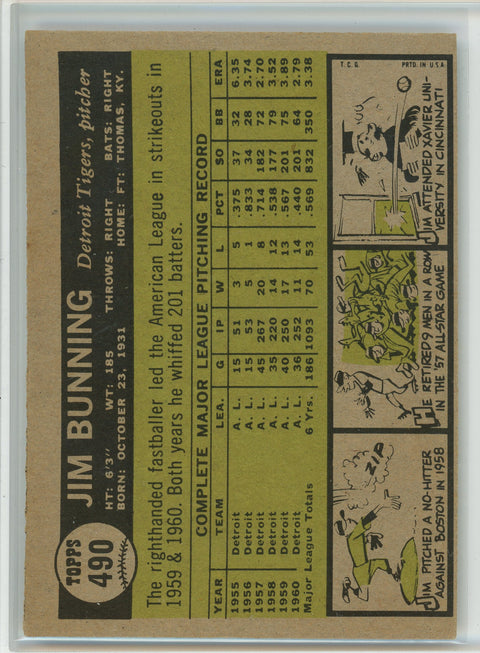 TOPPS
490
JIM BUNNING
Detroit Tigers, pitcher
HT: 6'3" WT: 185 THROWS: RIGHT BATS: RIGHT
BORN: OCTOBER 23, 1931 HOME: FT: THOMAS, KY.
The righthanded fastballer led the American League in strikeouts in
1959 & 1960. Both years he whiffed 201 batters.
COMPLETE MAJOR LEAGUE PITCHING RECORD
YEAR TEAM LEA. G IP W L PCT SO BB ERA
1955 Detroit A. L. 15 51 3 5 .375 37 32 6.35
1956 Detroit A. L. 15 53 5 1 .833 34 28 3.74
1957 Detroit A. L. 45 267 20 8 .714 182 72 2.70
1958 Detroit A. L. 35 220 14 12 .538 177 79 3.52
1959 Detroit A. L. 40 250 17 13 .567 201 75 3.89
1960 Detroit A. L. 36 252 11 14 .440 201 64 2.79
Major League Totals 6 Yrs. 186 1093 70 53 .569 832 350 3.38
ZIP
JIM PITCHED A NO-HITTER
AGAINST BOSTON IN 1958
HE RETIRED 9 MEN IN A ROW
IN THE '57 ALL-STAR GAME
T.C.G. PRTD. IN U.S.A
JIM ATTENDED XAVIER UNI-
VERSITY IN CINCINNATI